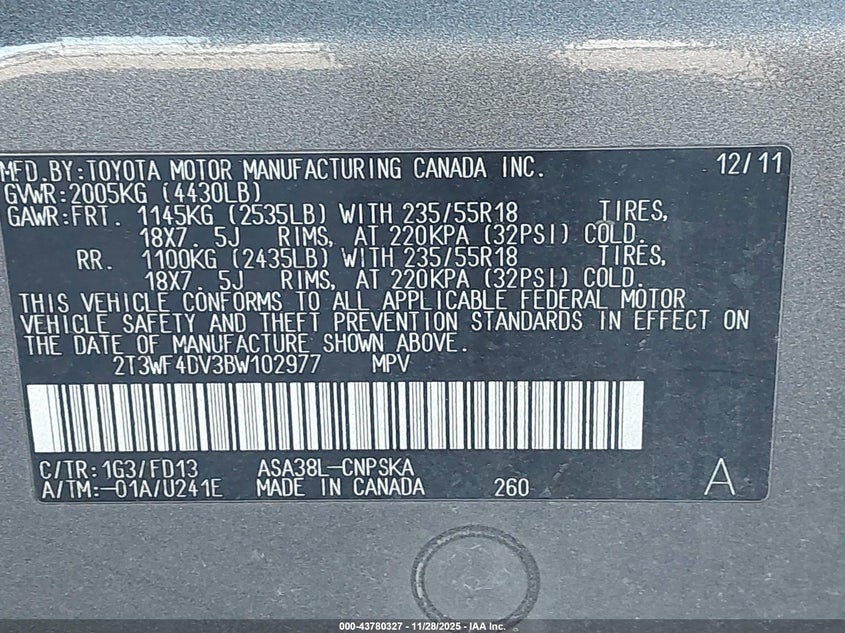 MFD.BY:TOYOTA MOTOR MANUFACTURING CANADA INC. 12/11
GVWR:2005KG (4430LB)
GAWR:FRT. 1145KG (2535LB) WITH 235/55R18 TIRES,
18X7. 5J RIMS, AT 220KPA (32PSI) COLD.
RR. 1100KG (2435LB) WITH 235/55R18 TIRES,
18X7. 5J RIMS, AT 220KPA (32PSI) COLD.
THIS VEHICLE CONFORMS TO ALL APPLICABLE FEDERAL MOTOR
VEHICLE SAFETY AND THEFT PREVENTION STANDARDS IN EFFECT ON
THE DATE OF MANUFACTURE SHOWN ABOVE.
2T3WF4DV3BW102977 MPV
C/TR:1G3/FD13 ASA38L-CNPSKA
A/TM:-01A/U241E MADE IN CANADA 260 A
000-43780327 - 11/28/2025 - IAA Inc.